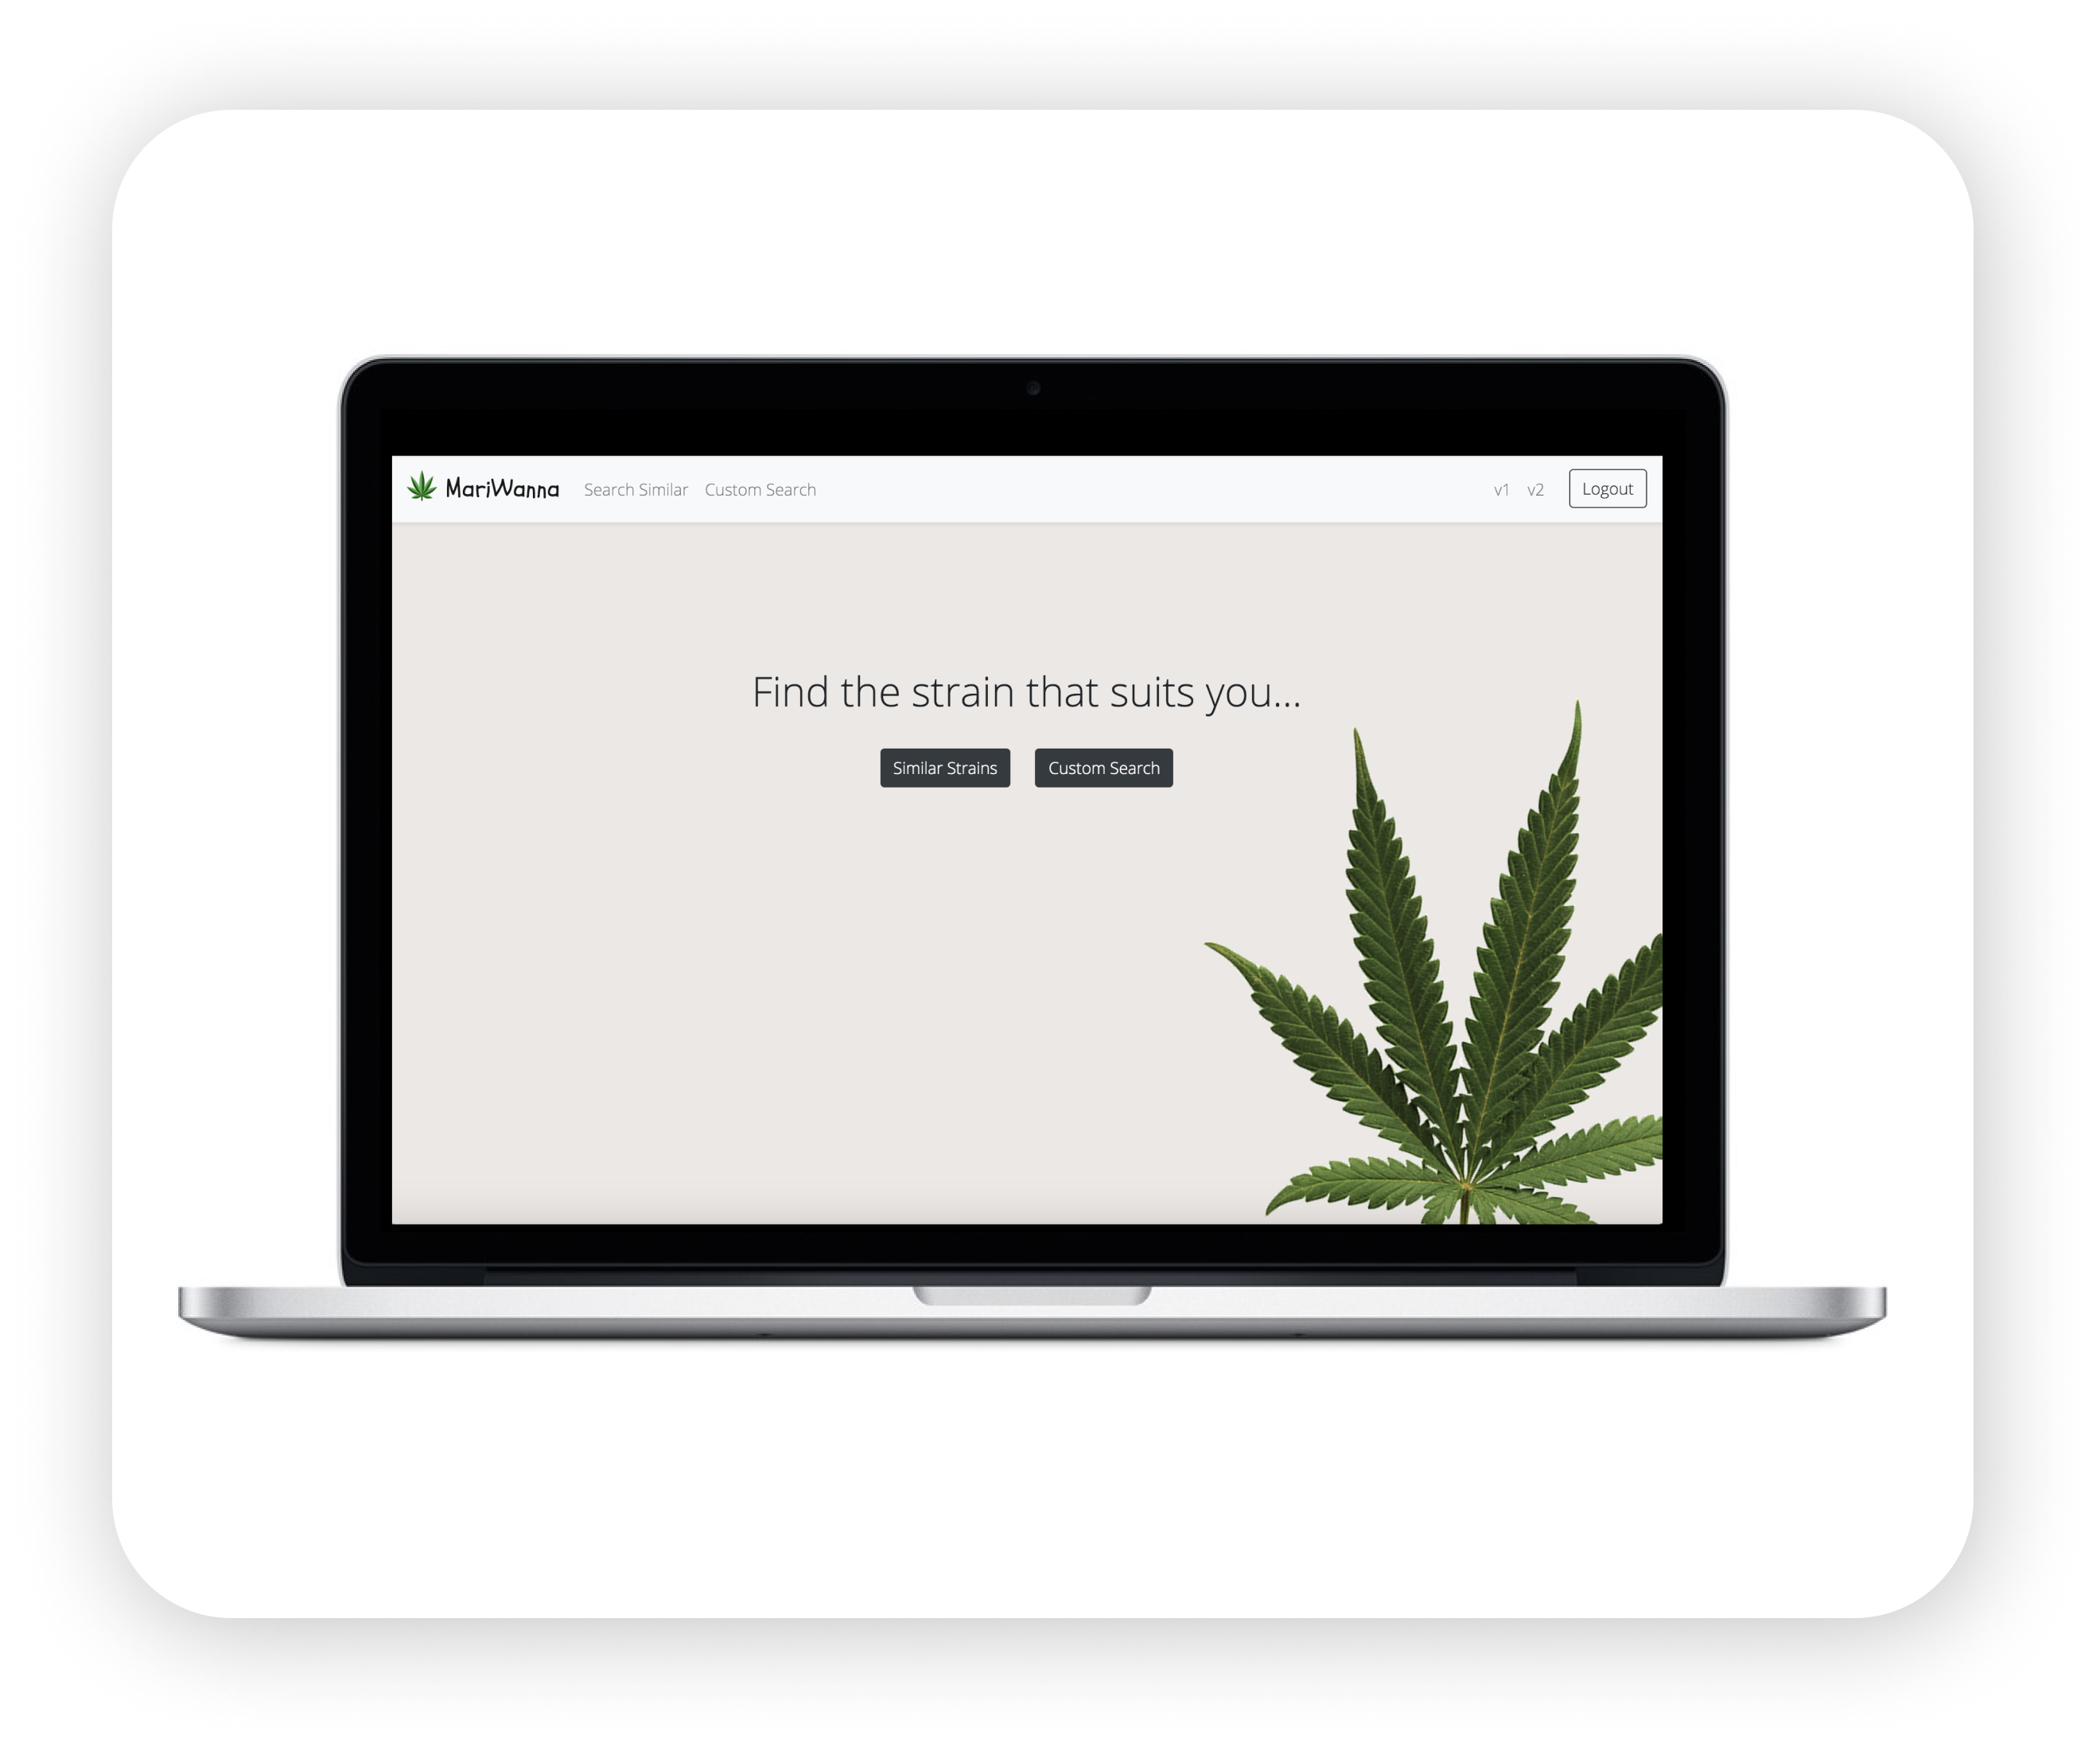 MariWanna Search Similar Custom Search v1 v2 Logout
Find the strain that suits you...
Similar Strains Custom Search